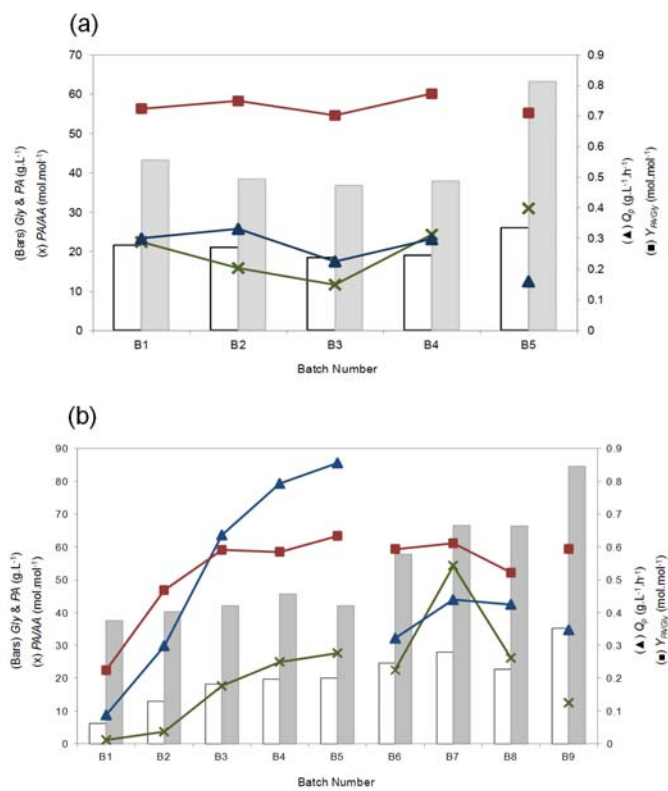 (a)
70
60
50
40
30
20
10
0
0.9
0.8
0.7
0.6
0.5
0.4
0.3
0.2
0.1
0
(Bars) Gly & PA (g.L⁻¹)
(x) PA/AA (mol.mol⁻¹)
(▲) Qₚ (g.L⁻¹.h⁻¹)
(■) Y_PA/Gly (mol.mol⁻¹)
B1 B2 B3 B4 B5
Batch Number
(b)
90
80
70
60
50
40
30
20
10
0
0.9
0.8
0.7
0.6
0.5
0.4
0.3
0.2
0.1
0
(Bars) Gly & PA (g.L⁻¹)
(x) PA/AA (mol.mol⁻¹)
(▲) Qₚ (g.L⁻¹.h⁻¹)
(■) Y_PA/Gly (mol.mol⁻¹)
B1 B2 B3 B4 B5 B6 B7 B8 B9
Batch Number